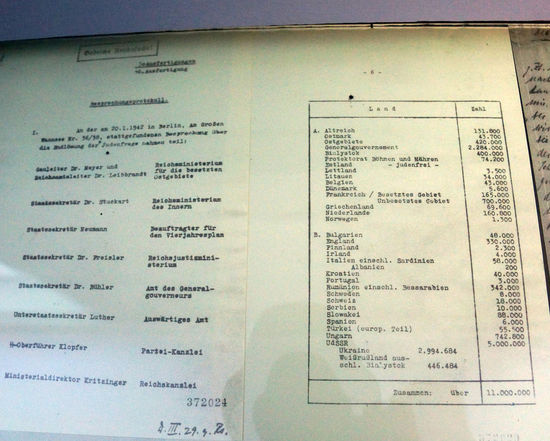 Geheime Reichssache!
30 Ausfertigungen
16. Ausfertigung
Besprechungsprotokoll.
I. An der am 20.1.1942 in Berlin, Am Großen
Wannsee Nr. 56/58, stattgefundenen Besprechung über
die Endlösung der Judenfrage nahmen teil:
Gauleiter Dr. Meyer und Reichsministerium
Reichsamtsleiter Dr. Leibbrandt für die besetzten
Ostgebiete
Staatssekretär Dr. Stuckart Reichsministerium
des Innern
Staatssekretär Neumann Beauftragter für
den Vierjahresplan
Staatssekretär Dr. Freisler Reichsjustizmini-
sterium
Staatssekretär Dr. Bühler Amt des General-
gouverneurs
Unterstaatssekretär Luther Auswärtiges Amt
Oberführer Klopfer Partei-Kanzlei
Ministerialdirektor Kritzinger Reichskanzlei
372024
- 6 -
Land Zahl
A. Altreich 131.800
Ostmark 43.700
Ostgebiete 420.000
Generalgouvernement 2.284.000
Bialystok 400.000
Protektorat Böhmen und Mähren 74.200
Estland - judenfrei -
Lettland 3.500
Litauen 34.000
Belgien 43.000
Dänemark 5.600
Frankreich / Besetztes Gebiet 165.000
Unbesetztes Gebiet 700.000
Griechenland 69.600
Niederlande 160.800
Norwegen 1.300
B. Bulgarien 48.000
England 330.000
Finnland 2.300
Irland 4.000
Italien einschl. Sardinien 58.000
Albanien 200
Kroatien 40.000
Portugal 3.000
Rumänien einschl. Bessarabien 342.000
Schweden 8.000
Schweiz 18.000
Serbien 10.000
Slowakei 88.000
Spanien 6.000
Türkei (europ. Teil) 55.500
Ungarn 742.800
UdSSR 5.000.000
Ukraine 2.994.684
Weißrußland aus-
schl. Bialystok 446.484
Zusammen: über 11.000.000